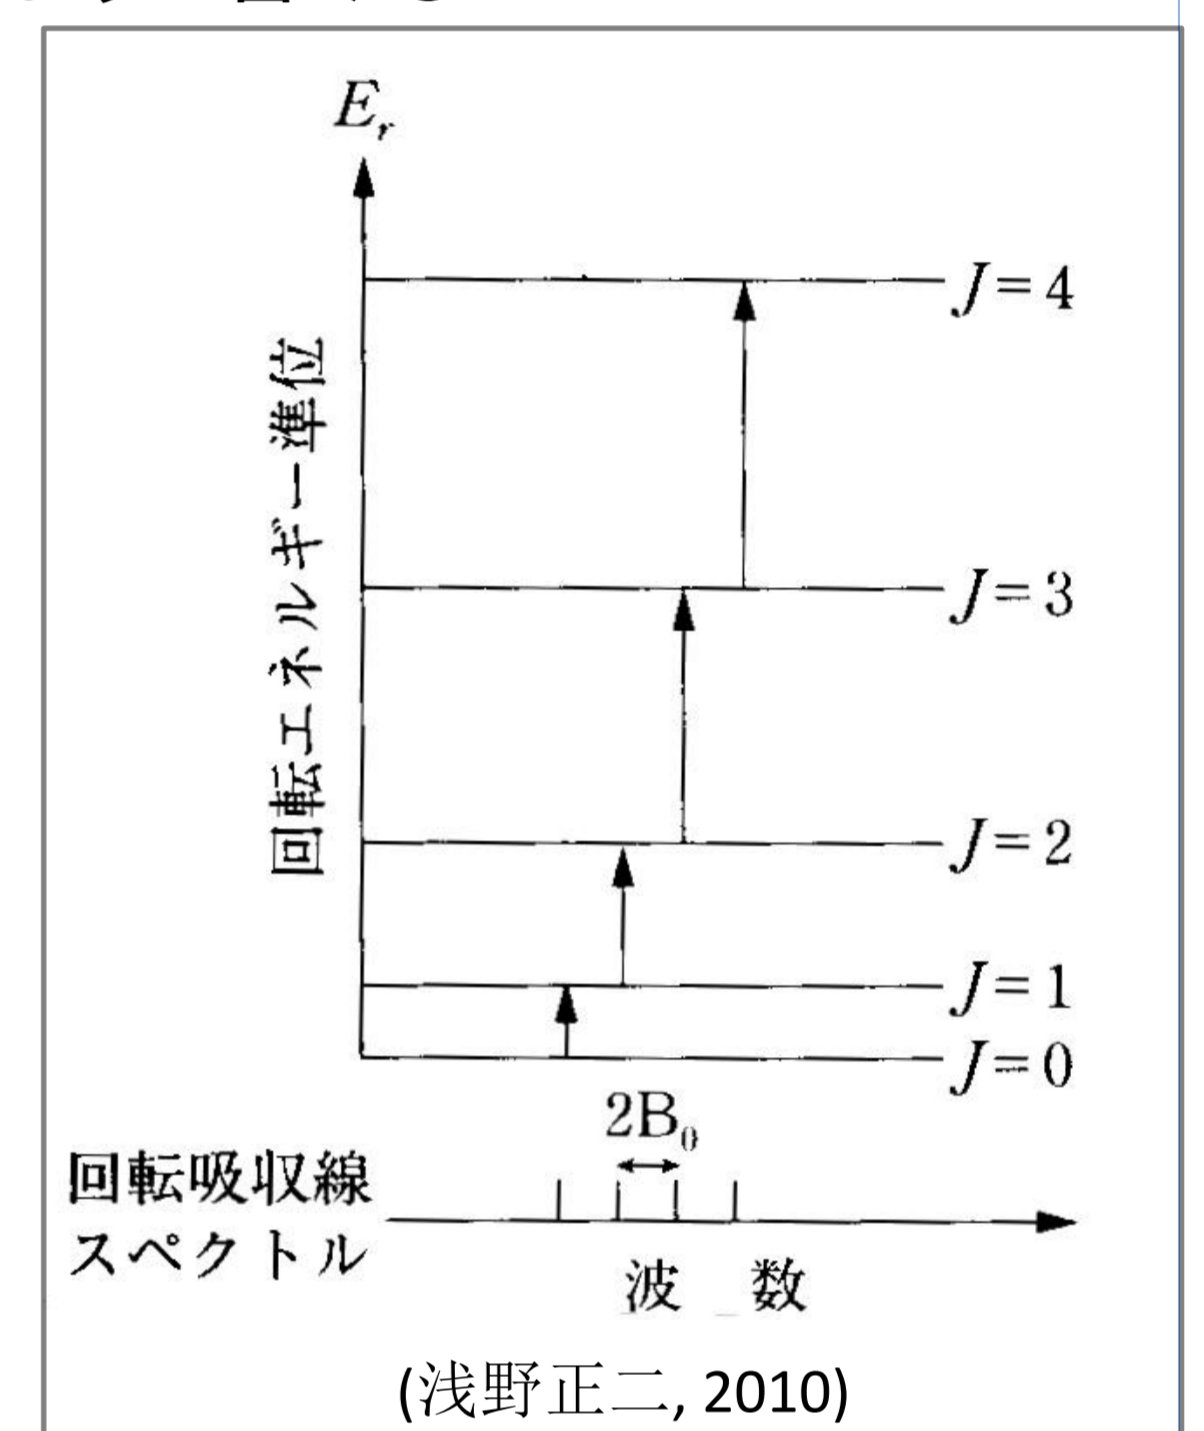 E_r
回転エネルギー準位
J=4
J=3
J=2
J=1
J=0
2B_0
回転吸収線
スペクトル
波 数
(浅野正二, 2010)